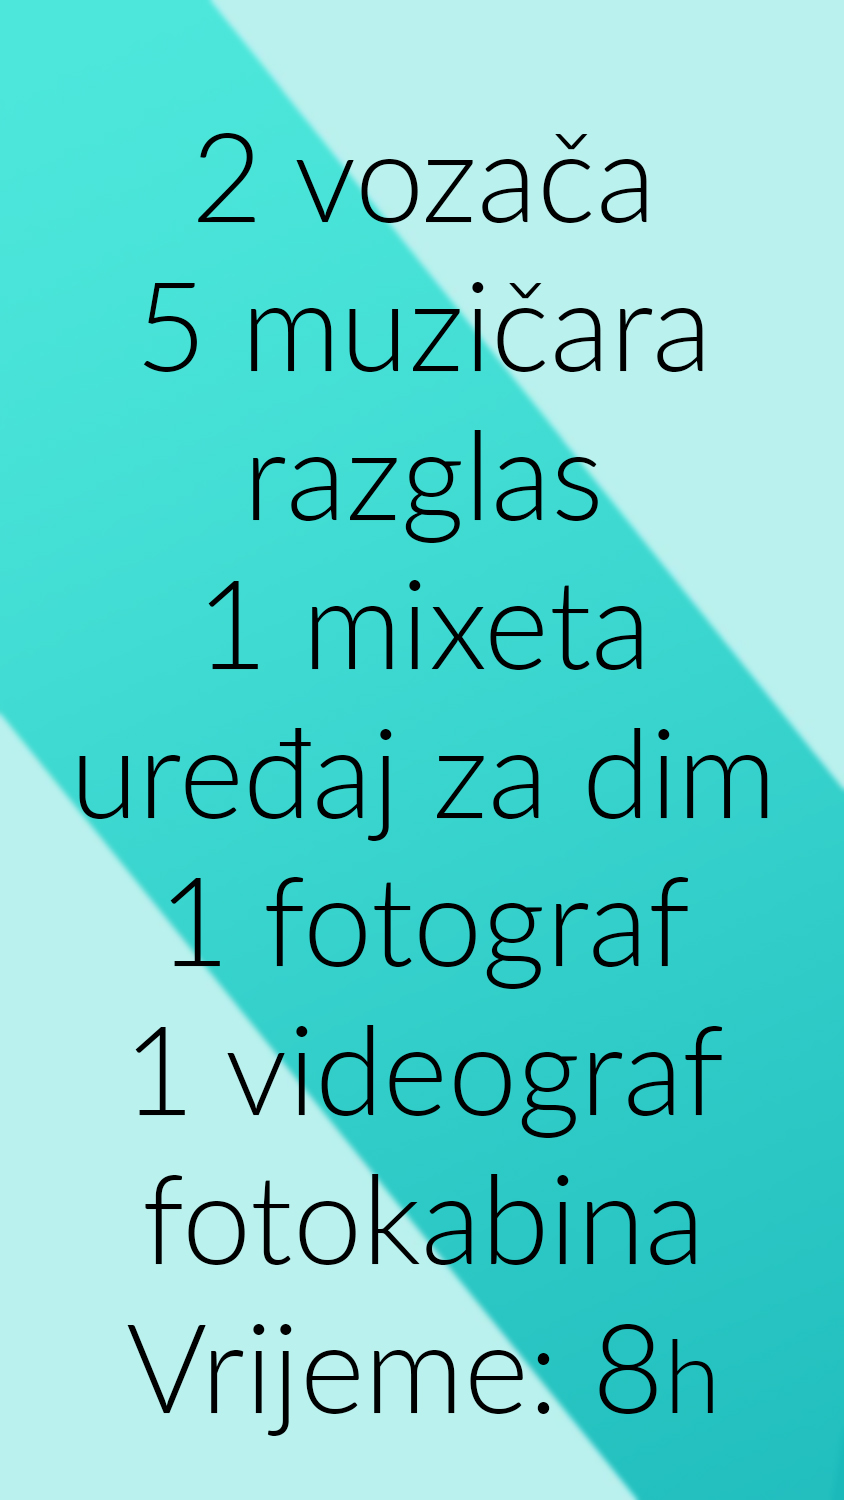 2 vozača
5 muzičara
razglas
1 mixeta
uređaj za dim
1 fotograf
1 videograf
fotokabina
Vrijeme: 8h